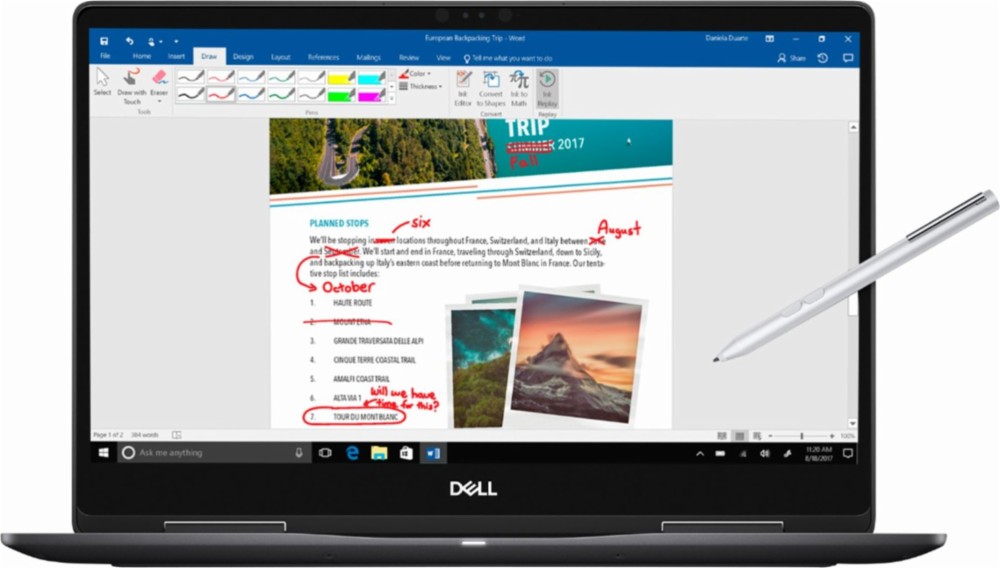 European Backpacking Trip - Word
Daniela Duarte
File Home Insert Draw Design Layout References Mailings Review View Tell me what you want to do
Share
Select Draw with Touch Eraser
Color
Thickness
Ink Editor Convert to Shapes Ink to Math Ink Replay
Tools Pens Convert Replay
TRIP
SUMMER 2017
Fall
PLANNED STOPS
six
August
We'll be stopping in locations throughout France, Switzerland, and Italy between
and September. We'll start and end in France, traveling through Switzerland, down to Sicily,
and backpacking up Italy's eastern coast before returning to Mont Blanc in France. Our tenta-
tive stop list includes:
October
1. HAUTE ROUTE
2. MOUNT ETNA
3. GRANDE TRAVERSATA DELLE ALPI
4. CINQUE TERRE COASTAL TRAIL
5. AMALFI COAST TRAIL
will we have
6. ALTA VIA 1 time for this?
7. TOUR DU MONT BLANC
Page 1 of 2 384 words
100%
Ask me anything
11:20 AM
8/18/2017
DELL